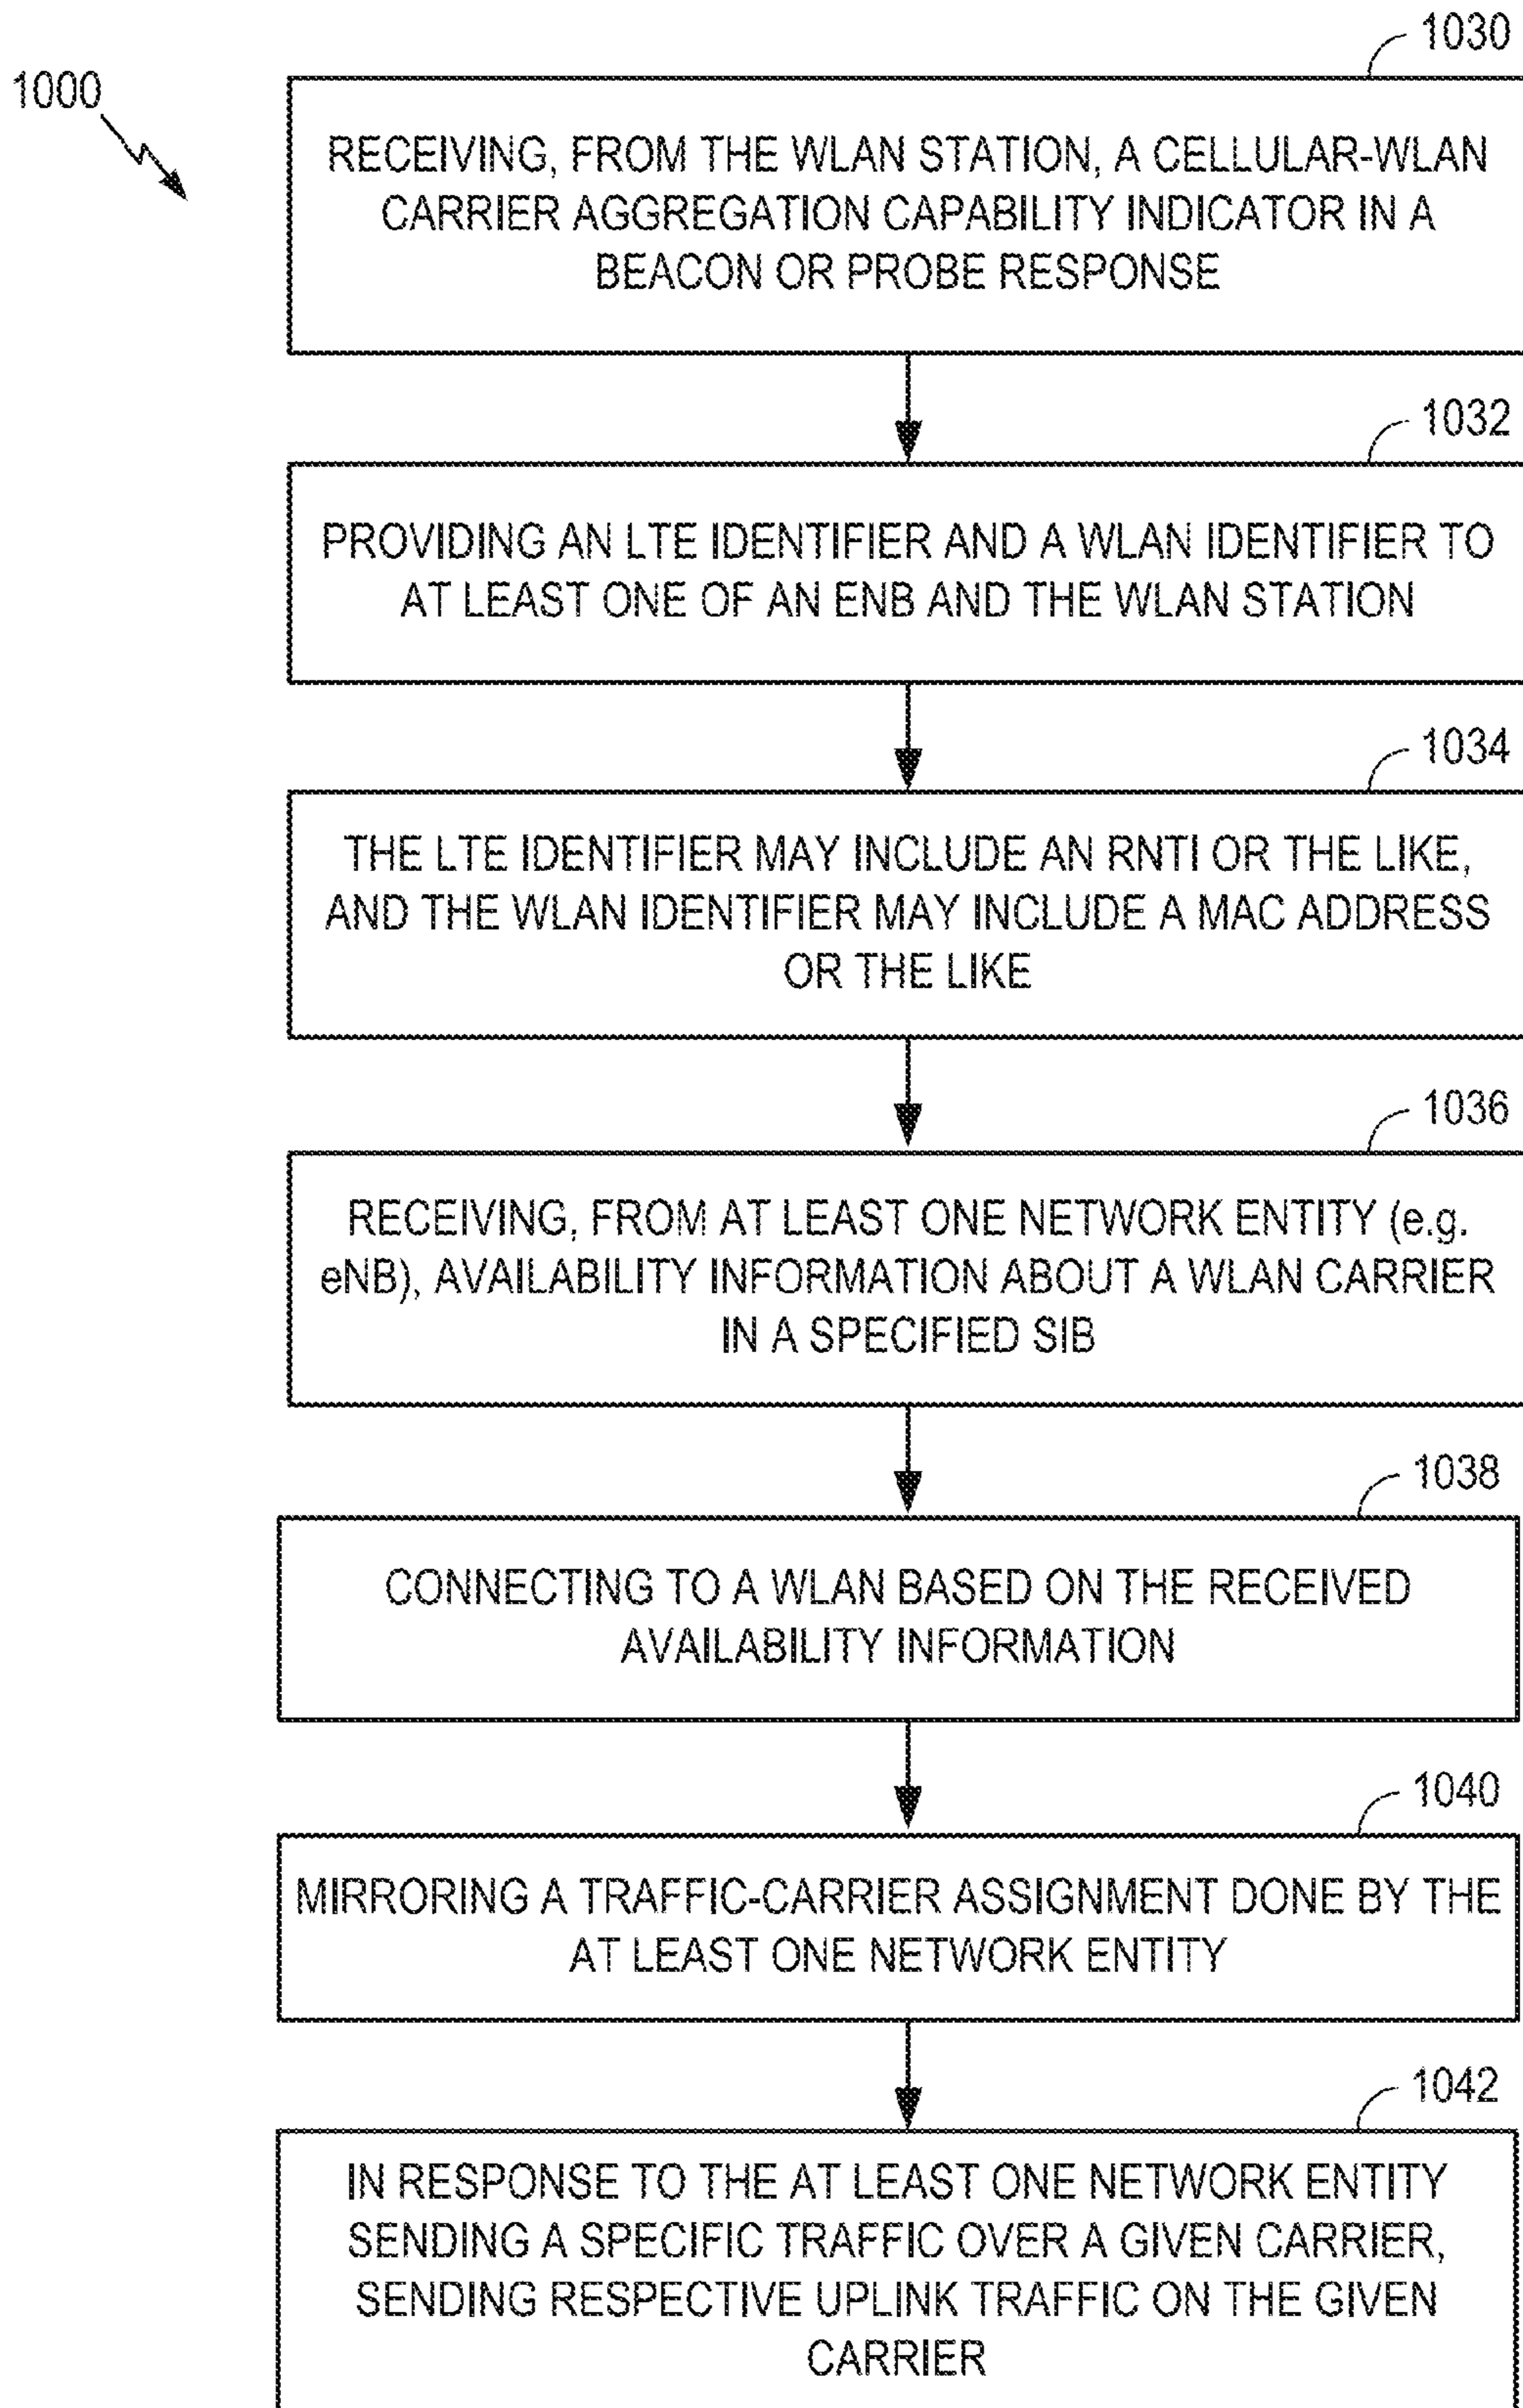 1000
1030
RECEIVING, FROM THE WLAN STATION, A CELLULAR-WLAN
CARRIER AGGREGATION CAPABILITY INDICATOR IN A
BEACON OR PROBE RESPONSE
1032
PROVIDING AN LTE IDENTIFIER AND A WLAN IDENTIFIER TO
AT LEAST ONE OF AN ENB AND THE WLAN STATION
1034
THE LTE IDENTIFIER MAY INCLUDE AN RNTI OR THE LIKE,
AND THE WLAN IDENTIFIER MAY INCLUDE A MAC ADDRESS
OR THE LIKE
1036
RECEIVING, FROM AT LEAST ONE NETWORK ENTITY (e.g.
eNB), AVAILABILITY INFORMATION ABOUT A WLAN CARRIER
IN A SPECIFIED SIB
1038
CONNECTING TO A WLAN BASED ON THE RECEIVED
AVAILABILITY INFORMATION
1040
MIRRORING A TRAFFIC-CARRIER ASSIGNMENT DONE BY THE
AT LEAST ONE NETWORK ENTITY
1042
IN RESPONSE TO THE AT LEAST ONE NETWORK ENTITY
SENDING A SPECIFIC TRAFFIC OVER A GIVEN CARRIER,
SENDING RESPECTIVE UPLINK TRAFFIC ON THE GIVEN
CARRIER